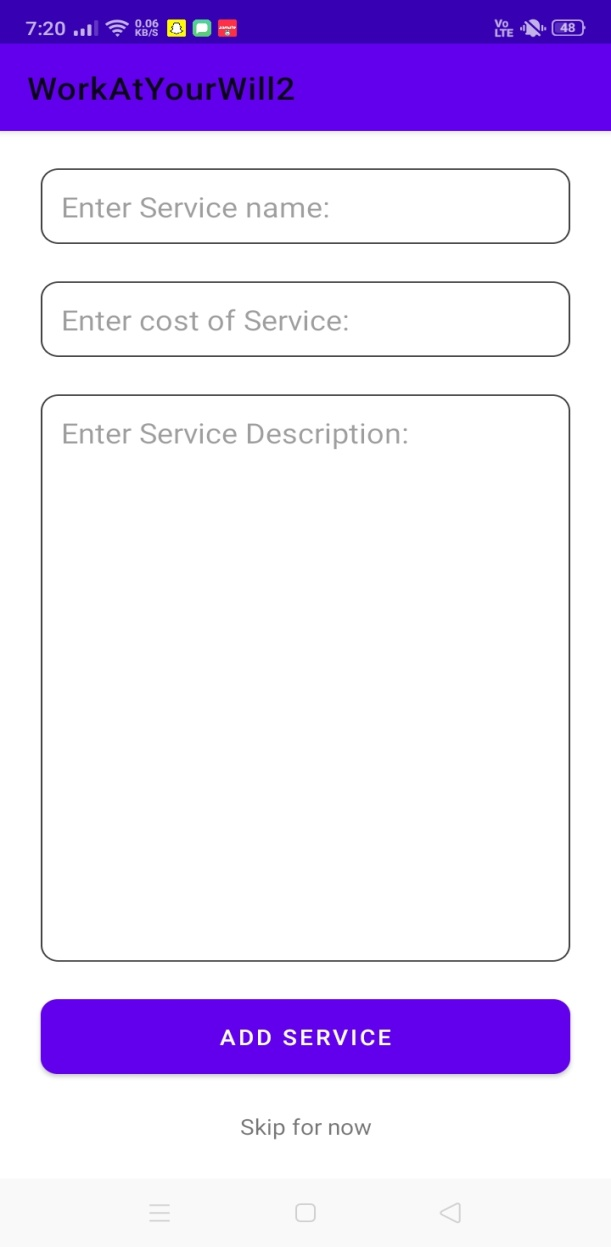 7:20 0.06 KB/S Vo LTE 48
WorkAtYourWill2
Enter Service name:
Enter cost of Service:
Enter Service Description:
ADD SERVICE
Skip for now